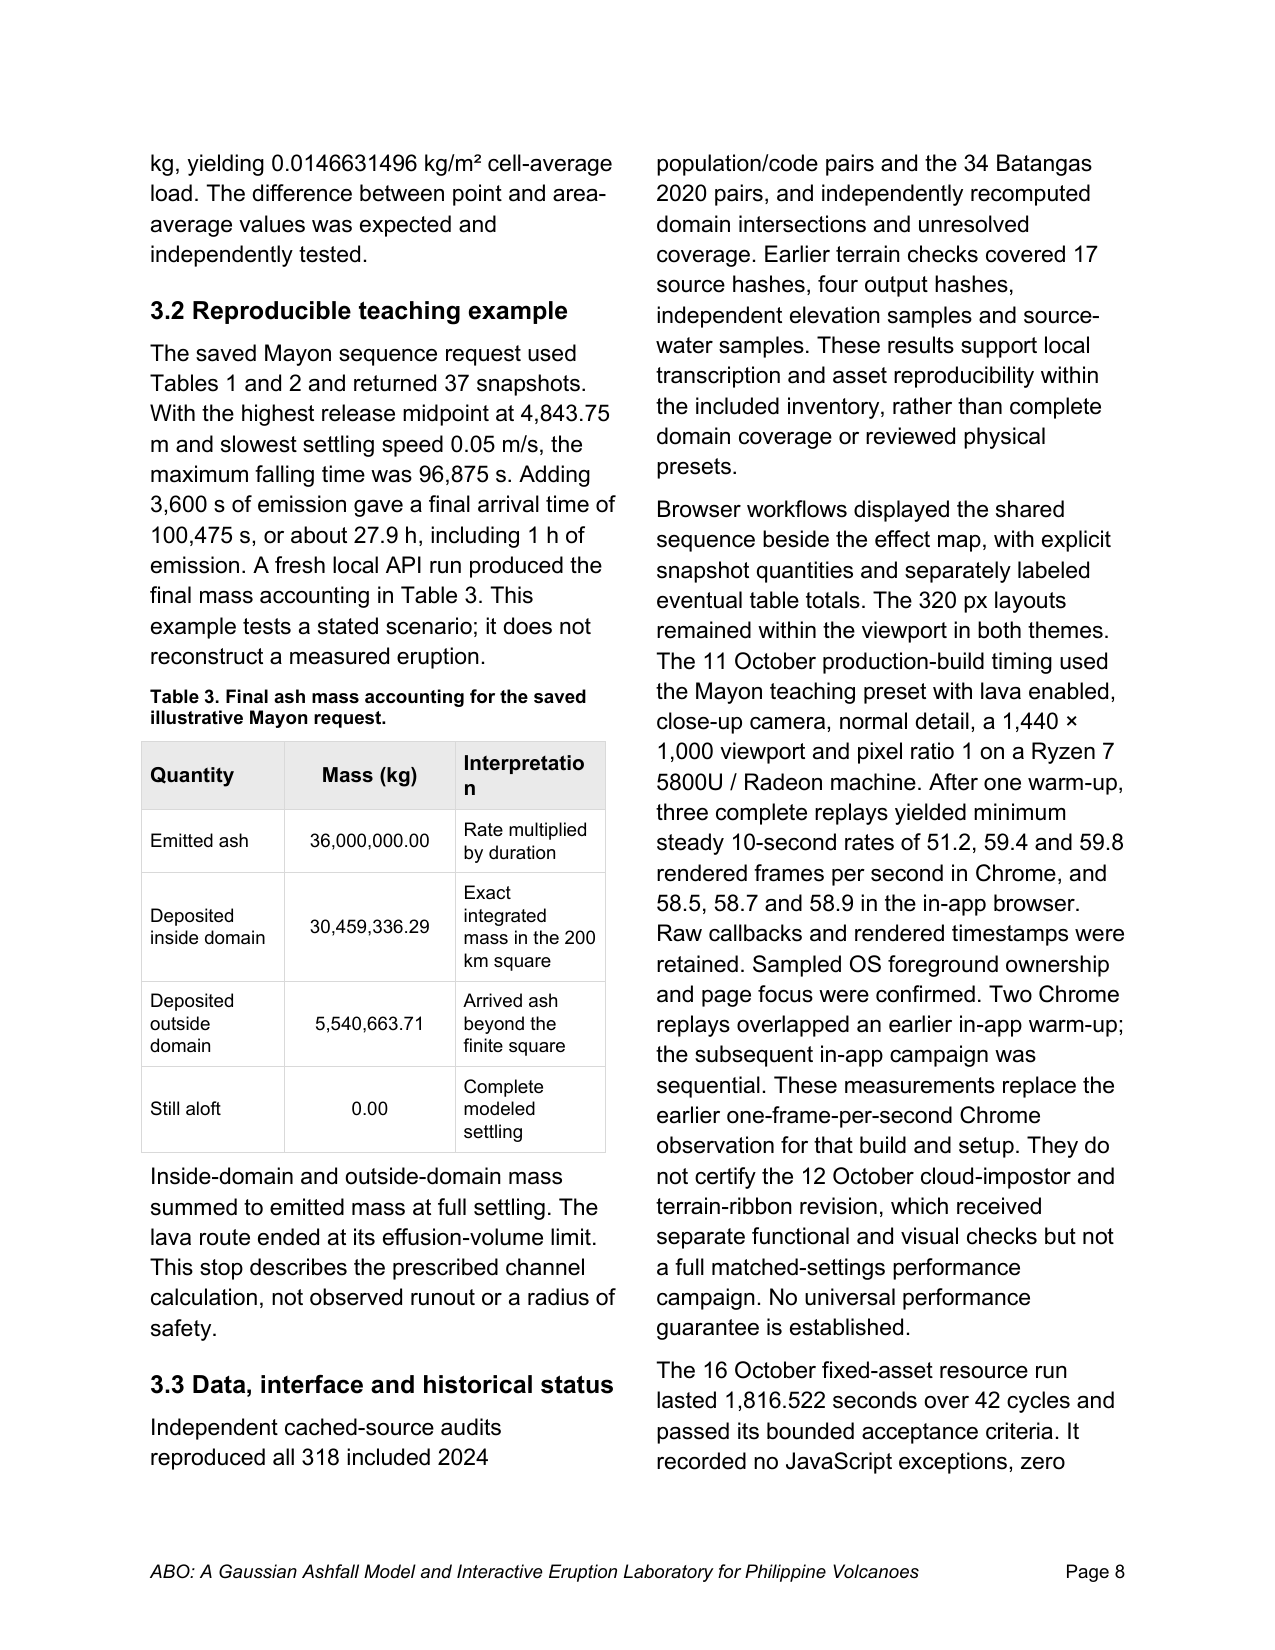 kg, yielding 0.0146631496 kg/m² cell-average
load. The difference between point and area-
average values was expected and
independently tested.
3.2 Reproducible teaching example
The saved Mayon sequence request used
Tables 1 and 2 and returned 37 snapshots.
With the highest release midpoint at 4,843.75
m and slowest settling speed 0.05 m/s, the
maximum falling time was 96,875 s. Adding
3,600 s of emission gave a final arrival time of
100,475 s, or about 27.9 h, including 1 h of
emission. A fresh local API run produced the
final mass accounting in Table 3. This
example tests a stated scenario; it does not
reconstruct a measured eruption.
Table 3. Final ash mass accounting for the saved
illustrative Mayon request.
Quantity
Mass (kg)
Interpretatio
n
Emitted ash
36,000,000.00
Rate multiplied
by duration
Deposited
inside domain
30,459,336.29
Exact
integrated
mass in the 200
km square
Deposited
outside
domain
5,540,663.71
Arrived ash
beyond the
finite square
Still aloft
0.00
Complete
modeled
settling
Inside-domain and outside-domain mass
summed to emitted mass at full settling. The
lava route ended at its effusion-volume limit.
This stop describes the prescribed channel
calculation, not observed runout or a radius of
safety.
3.3 Data, interface and historical status
Independent cached-source audits
reproduced all 318 included 2024
population/code pairs and the 34 Batangas
2020 pairs, and independently recomputed
domain intersections and unresolved
coverage. Earlier terrain checks covered 17
source hashes, four output hashes,
independent elevation samples and source-
water samples. These results support local
transcription and asset reproducibility within
the included inventory, rather than complete
domain coverage or reviewed physical
presets.
Browser workflows displayed the shared
sequence beside the effect map, with explicit
snapshot quantities and separately labeled
eventual table totals. The 320 px layouts
remained within the viewport in both themes.
The 11 October production-build timing used
the Mayon teaching preset with lava enabled,
close-up camera, normal detail, a 1,440 ×
1,000 viewport and pixel ratio 1 on a Ryzen 7
5800U / Radeon machine. After one warm-up,
three complete replays yielded minimum
steady 10-second rates of 51.2, 59.4 and 59.8
rendered frames per second in Chrome, and
58.5, 58.7 and 58.9 in the in-app browser.
Raw callbacks and rendered timestamps were
retained. Sampled OS foreground ownership
and page focus were confirmed. Two Chrome
replays overlapped an earlier in-app warm-up;
the subsequent in-app campaign was
sequential. These measurements replace the
earlier one-frame-per-second Chrome
observation for that build and setup. They do
not certify the 12 October cloud-impostor and
terrain-ribbon revision, which received
separate functional and visual checks but not
a full matched-settings performance
campaign. No universal performance
guarantee is established.
The 16 October fixed-asset resource run
lasted 1,816.522 seconds over 42 cycles and
passed its bounded acceptance criteria. It
recorded no JavaScript exceptions, zero
ABO: A Gaussian Ashfall Model and Interactive Eruption Laboratory for Philippine Volcanoes
Page 8